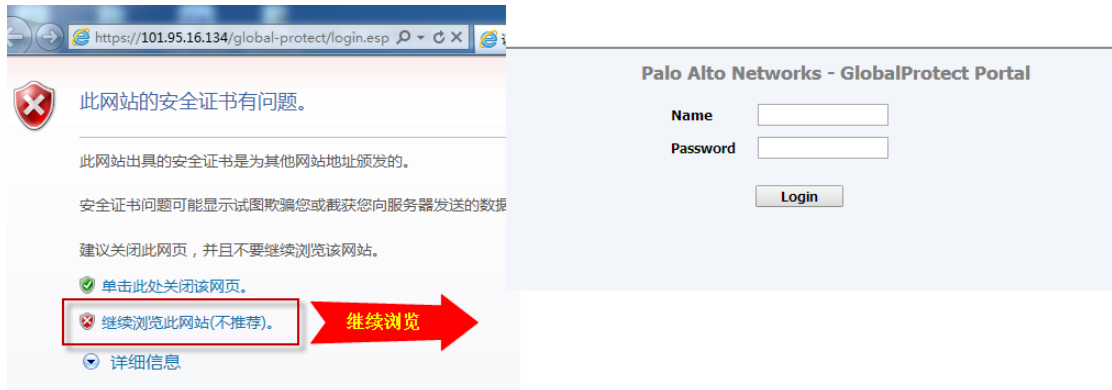 https://101.95.16.134/global-protect/login.esp
此网站的安全证书有问题。
此网站出具的安全证书是为其他网站地址颁发的。
安全证书问题可能显示试图欺骗您或截获您向服务器发送的数据
建议关闭此网页，并且不要继续浏览该网站。
单击此处关闭该网页。
继续浏览此网站(不推荐)。
继续浏览
详细信息
Palo Alto Networks - GlobalProtect Portal
Name
Password
Login